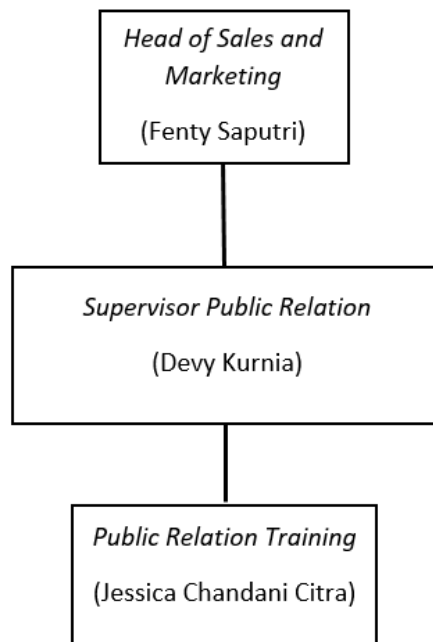 Head of Sales and
Marketing
(Fenty Saputri)
Supervisor Public Relation
(Devy Kurnia)
Public Relation Training
(Jessica Chandani Citra)